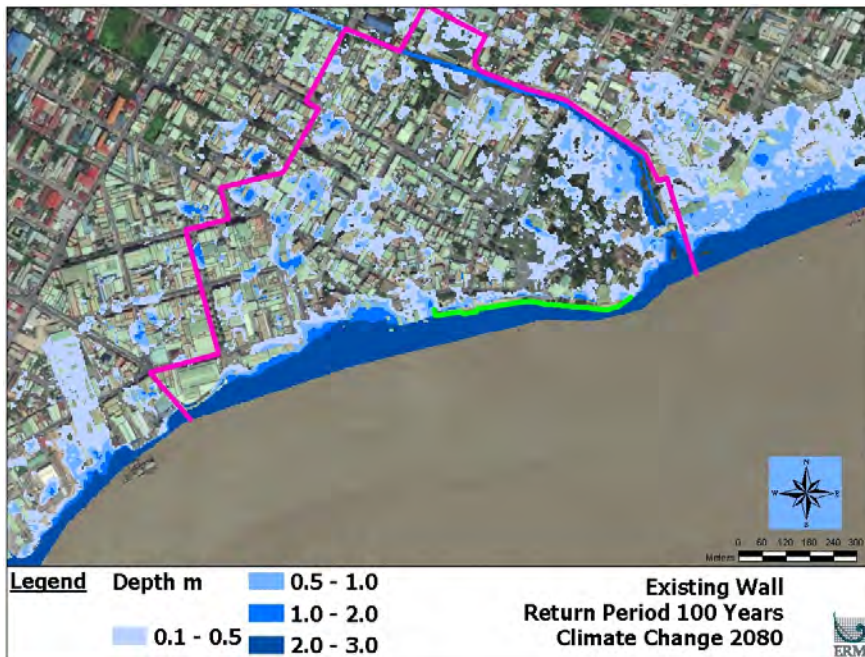 N
W E
S
0 60 120 180 240 300
Meters
Legend Depth m
0.1 - 0.5
0.5 - 1.0
1.0 - 2.0
2.0 - 3.0
Existing Wall
Return Period 100 Years
Climate Change 2080
ERM